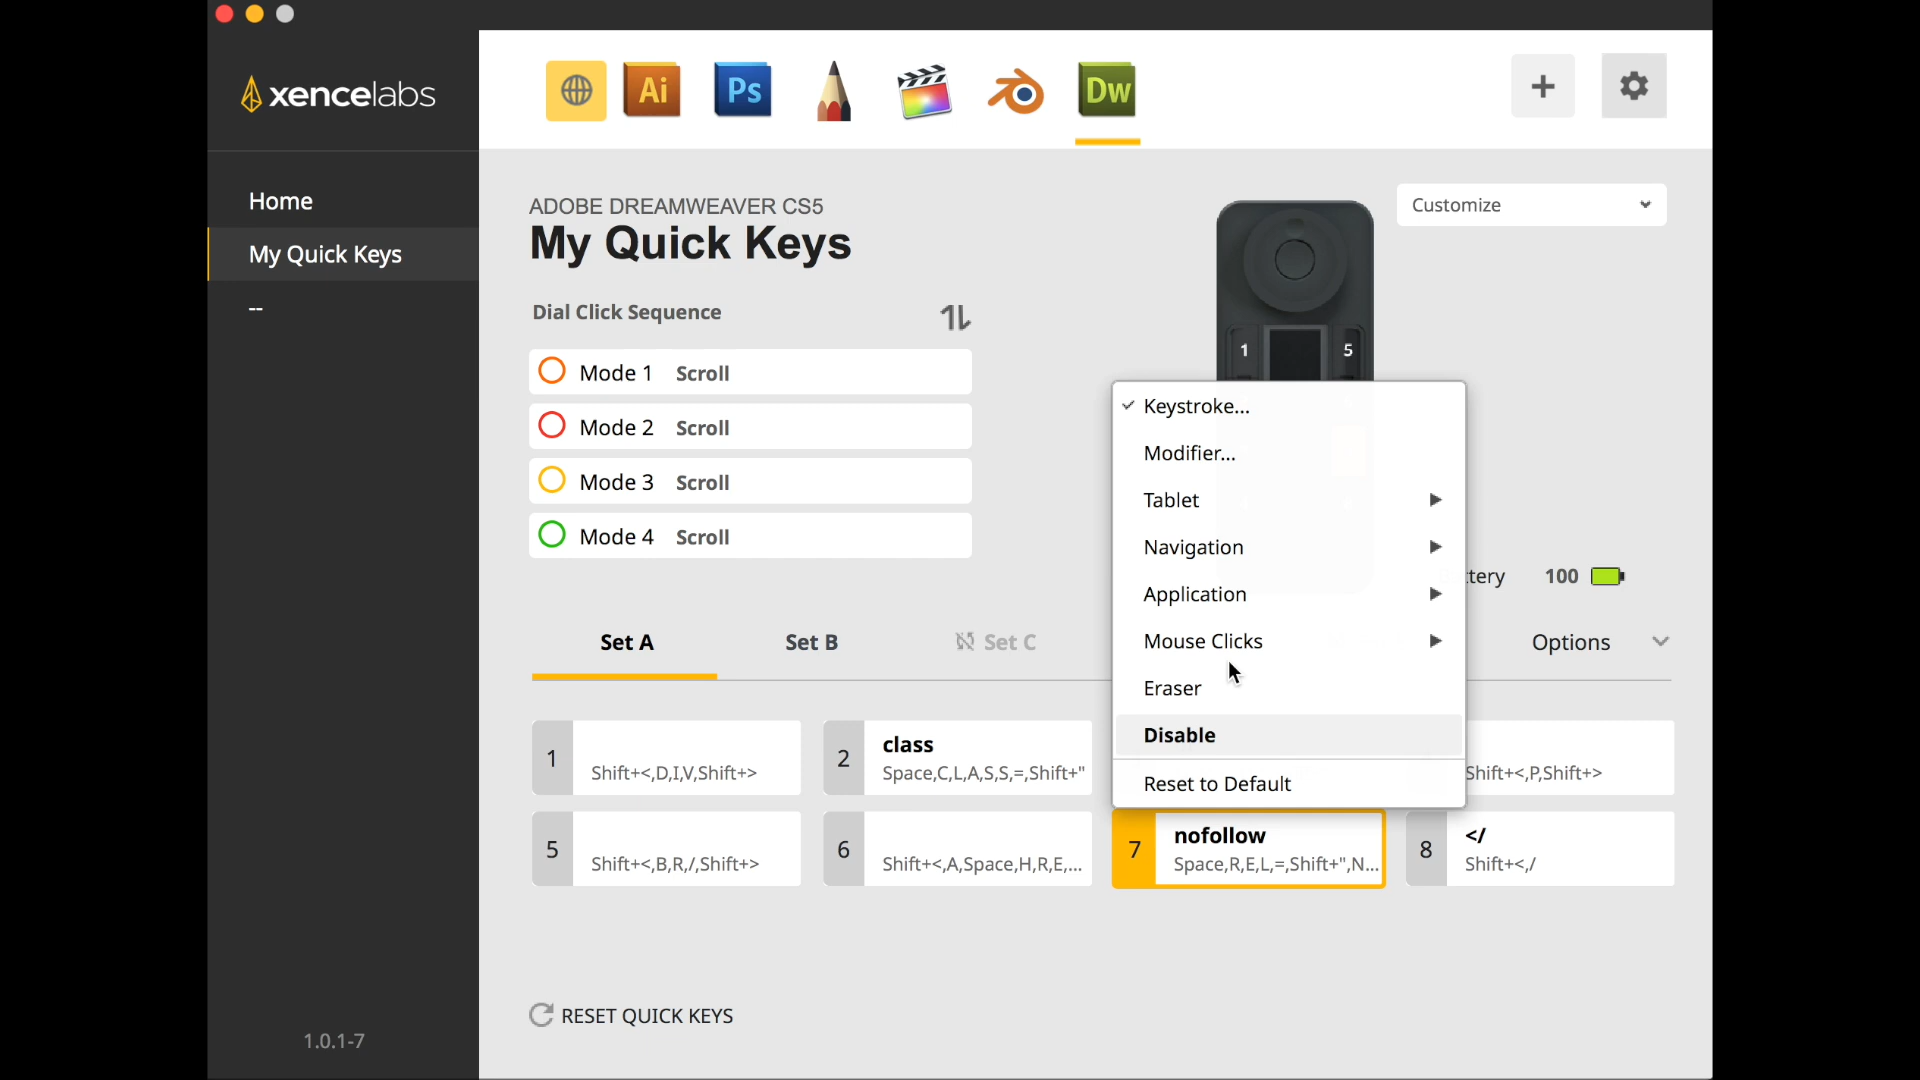 xencelabs
Ai
Ps
Dw
+
Home
My Quick Keys
--
1.0.1-7
ADOBE DREAMWEAVER CS5
My Quick Keys
Customize
Dial Click Sequence
Mode 1 Scroll
Mode 2 Scroll
Mode 3 Scroll
Mode 4 Scroll
1 5
Keystroke...
Modifier...
Tablet
Navigation
Application
Mouse Clicks
Eraser
Disable
Reset to Default
tery 100
Set A Set B Set C Options
1
Shift+<,D,I,V,Shift+>
2 class
Space,C,L,A,S,S,=,Shift+"
Shift+<,P,Shift+>
5
Shift+<,B,R,/,Shift+>
6
Shift+<,A,Space,H,R,E,...
7 nofollow
Space,R,E,L,=,Shift+",N...
8 </
Shift+<,/
RESET QUICK KEYS